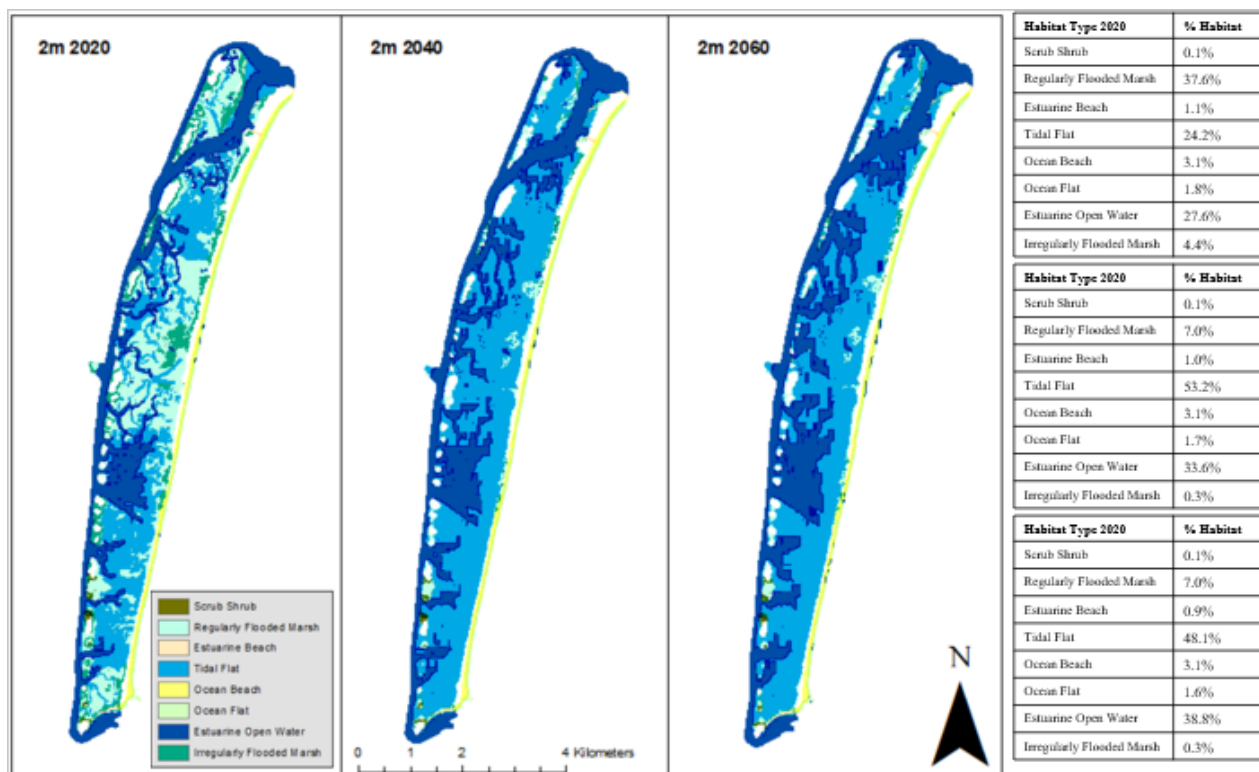 2m 2020
2m 2040
2m 2060
Scrub Shrub
Regularly Flooded Marsh
Estuarine Beach
Tidal Flat
Ocean Beach
Ocean Flat
Estuarine Open Water
Irregularly Flooded Marsh
0 1 2 4 Kilometers
N
Habitat Type 2020 % Habitat
Scrub Shrub 0.1%
Regularly Flooded Marsh 37.6%
Estuarine Beach 1.1%
Tidal Flat 24.2%
Ocean Beach 3.1%
Ocean Flat 1.8%
Estuarine Open Water 27.6%
Irregularly Flooded Marsh 4.4%
Habitat Type 2020 % Habitat
Scrub Shrub 0.1%
Regularly Flooded Marsh 7.0%
Estuarine Beach 1.0%
Tidal Flat 53.2%
Ocean Beach 3.1%
Ocean Flat 1.7%
Estuarine Open Water 33.6%
Irregularly Flooded Marsh 0.3%
Habitat Type 2020 % Habitat
Scrub Shrub 0.1%
Regularly Flooded Marsh 7.0%
Estuarine Beach 0.9%
Tidal Flat 48.1%
Ocean Beach 3.1%
Ocean Flat 1.6%
Estuarine Open Water 38.8%
Irregularly Flooded Marsh 0.3%